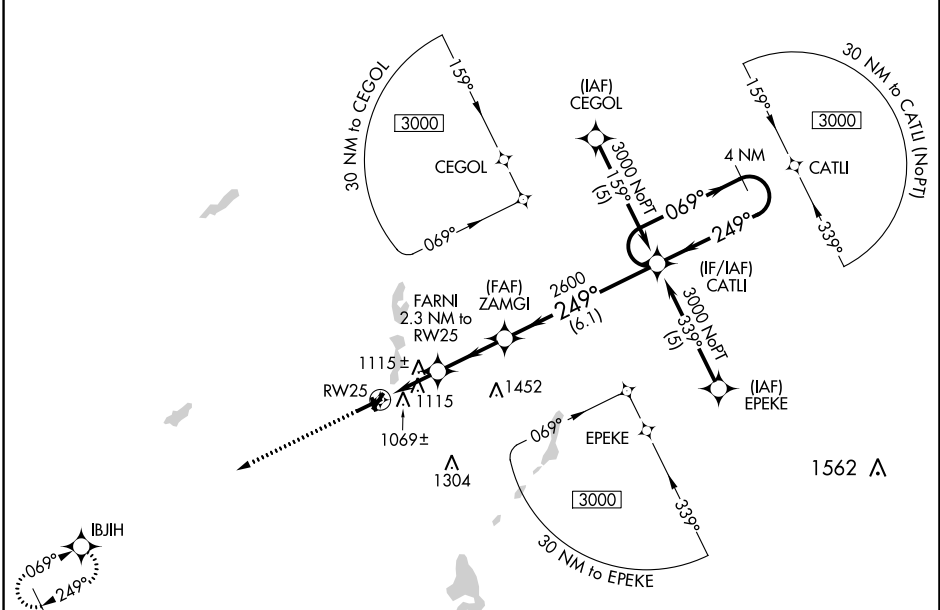 30 NM to CEGOL
159°
3000
CEGOL
069°
(IAF)
CEGOL
3000 NoPT
159°
(5)
4 NM
069°
249°
30 NM to CATLI (NoPT)
159°
3000
CATLI
339°
(IF/IAF)
CATLI
2600
249°
(6.1)
(FAF)
ZAMGI
FARNI
2.3 NM to
RW25
3000 NoPT
339°
(5)
(IAF)
EPEKE
1115±
RW25
1115
1452
1069±
1304
069°
EPEKE
3000
339°
30 NM to EPEKE
1562
IBJIH
069°
249°